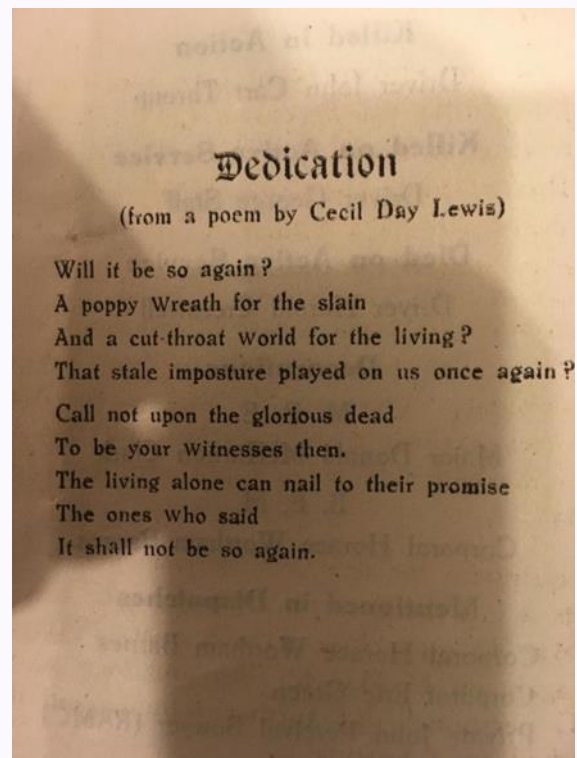 Dedication
(from a poem by Cecil Day Lewis)
Will it be so again?
A poppy Wreath for the slain
And a cut-throat World for the living?
That stale imposture played on us once again?
Call not upon the glorious dead
To be your Witnesses then.
The living alone can nail to their promise
The ones Who said
It shall not be so again.